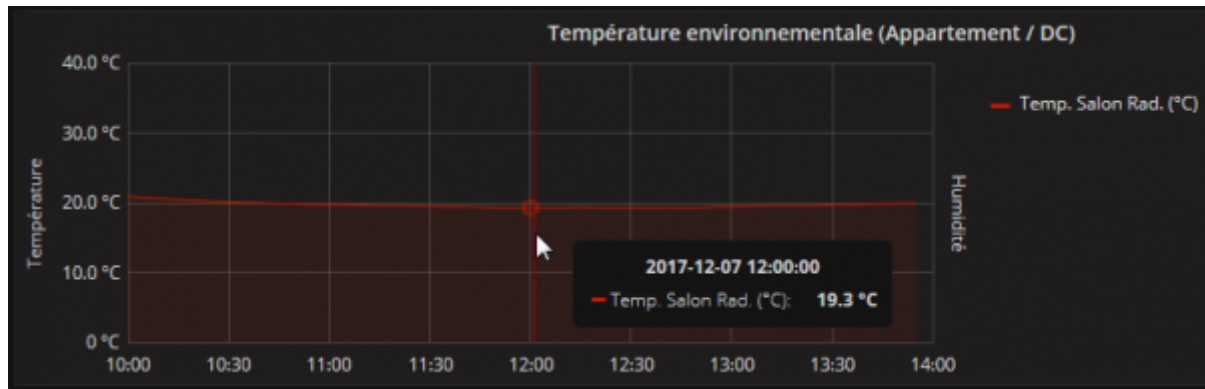 Température environnementale (Appartement / DC)
40.0 °C
30.0 °C
20.0 °C
10.0 °C
0 °C
Température
10:00 10:30 11:00 11:30 12:00 12:30 13:00 13:30 14:00
Humidité
Temp. Salon Rad. (°C)
2017-12-07 12:00:00
Temp. Salon Rad. (°C): 19.3 °C